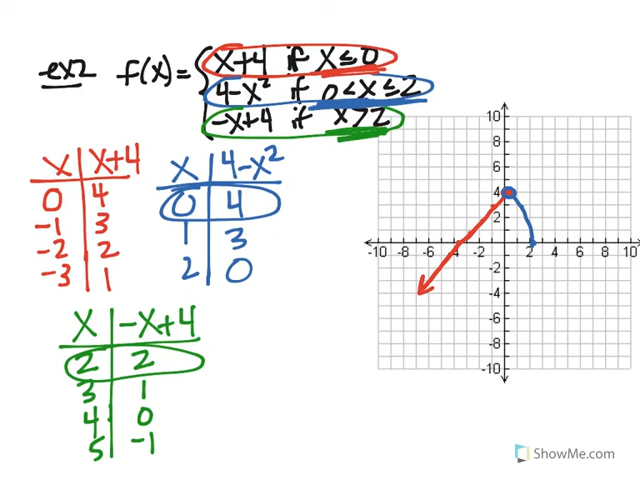 ex2 f(x) = { x+4 if x ≤ 0
4-x² if 0 < x ≤ 2
-x+4 if x > 2
x | x+4
0 | 4
-1 | 3
-2 | 2
-3 | 1
x | 4-x²
0 | 4
1 | 3
2 | 0
x | -x+4
2 | 2
3 | 1
4 | 0
5 | -1
10
8
6
4
2
-10 -8 -6 -4 -2 2 4 6 8 10
-2
-4
-6
-8
-10
ShowMe.com